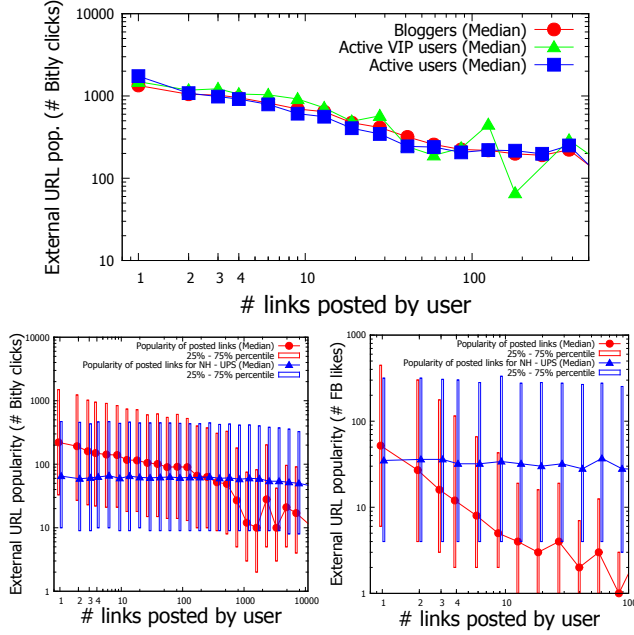 External URL pop. (# Bitly clicks)
10000
1000
100
10
Bloggers (Median)
Active VIP users (Median)
Active users (Median)
1 2 3 4 10 100
# links posted by user
External URL popularity (# Bitly clicks)
10000
1000
100
10
1
Popularity of posted links (Median)
25% - 75% percentile
Popularity of posted links for NH - UPS (Median)
25% - 75% percentile
1 2 3 4 10 100 1000 10000
# links posted by user
External URL popularity (# FB likes)
1000
100
10
1
Popularity of posted links (Median)
25% - 75% percentile
Popularity of posted links for NH - UPS (Median)
25% - 75% percentile
1 2 3 4 10 100
# links posted by user